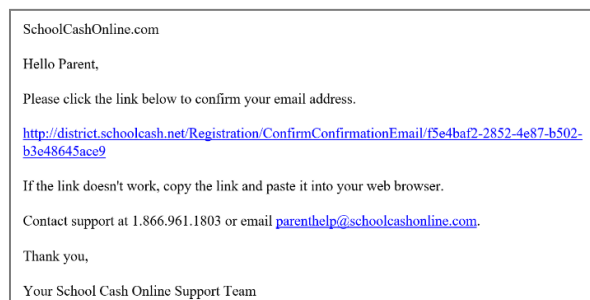 SchoolCashOnline.com
Hello Parent,
Please click the link below to confirm your email address.
http://district.schoolcash.net/Registration/ConfirmConfirmationEmail/f5e4baf2-2852-4e87-b502-
b3e48645ace9
If the link doesn't work, copy the link and paste it into your web browser.
Contact support at 1.866.961.1803 or email parenthelp@schoolcashonline.com.
Thank you,
Your School Cash Online Support Team